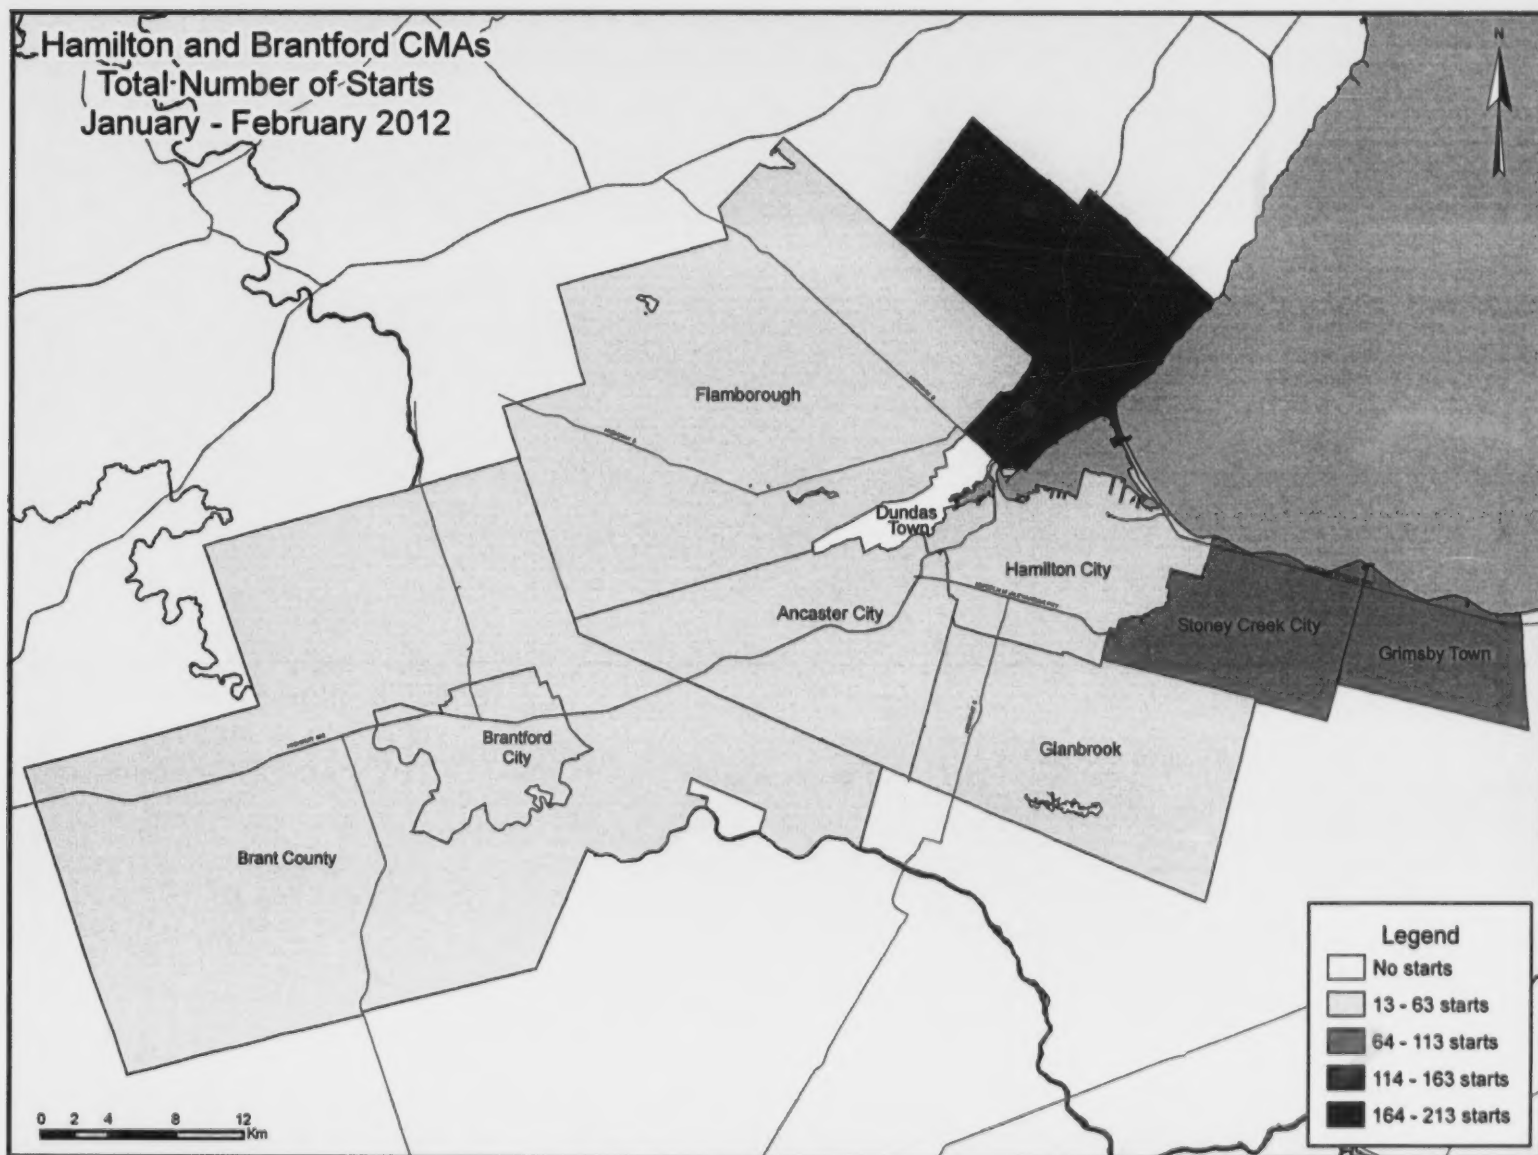 Hamilton and Brantford CMAs
Total Number of Starts
January - February 2012
N
Flamborough
Dundas
Town
Hamilton City
Ancaster City
Stoney Creek City
Grimsby Town
Brantford
City
Glanbrook
Brant County
Legend
No starts
13 - 63 starts
64 - 113 starts
114 - 163 starts
164 - 213 starts
0 2 4 8 12
Km